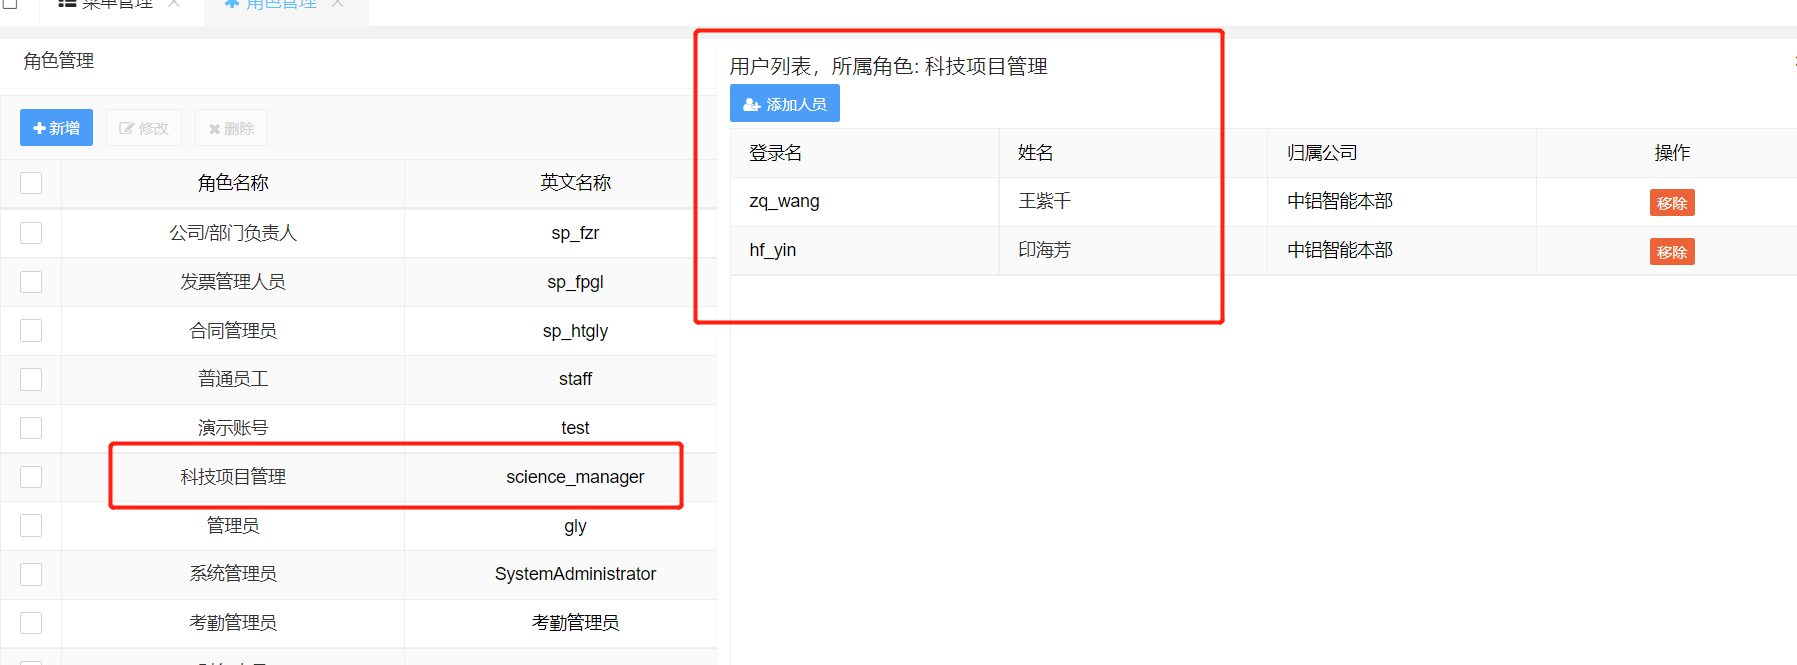 菜单管理
角色管理
角色管理
新增 修改 删除
角色名称 英文名称
公司/部门负责人 sp_fzr
发票管理人员 sp_fpgl
合同管理员 sp_htgly
普通员工 staff
演示账号 test
科技项目管理 science_manager
管理员 gly
系统管理员 SystemAdministrator
考勤管理员 考勤管理员
用户列表，所属角色: 科技项目管理
添加人员
登录名 姓名 归属公司 操作
zq_wang 王紫千 中铝智能本部 移除
hf_yin 印海芳 中铝智能本部 移除